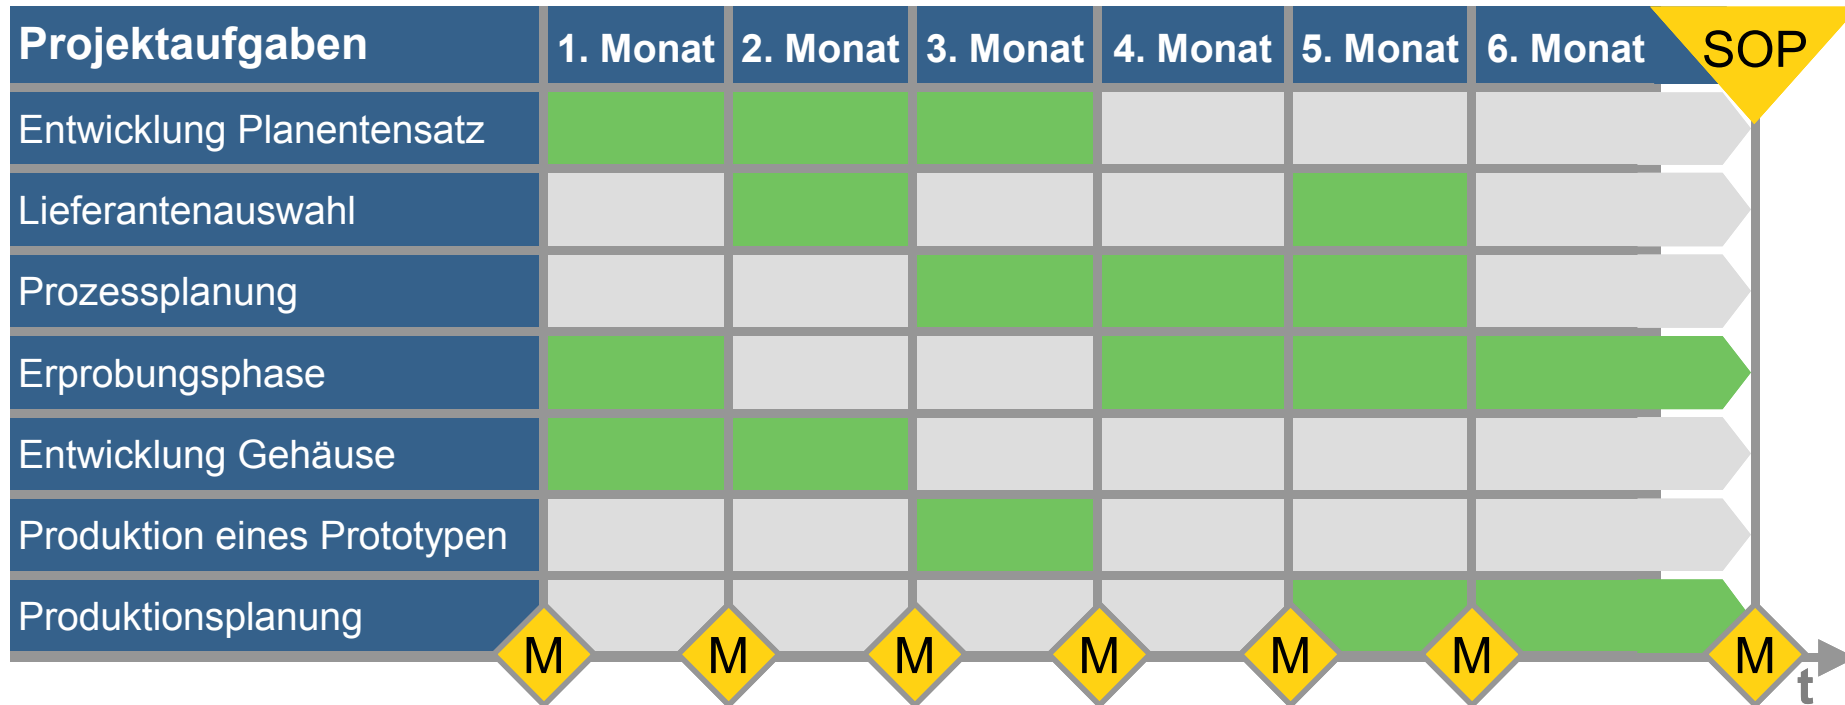 Projektaufgaben 1. Monat 2. Monat 3. Monat 4. Monat 5. Monat 6. Monat SOP
Entwicklung Planentensatz
Lieferantenauswahl
Prozessplanung
Erprobungsphase
Entwicklung Gehäuse
Produktion eines Prototypen
Produktionsplanung
M M M M M M M
t